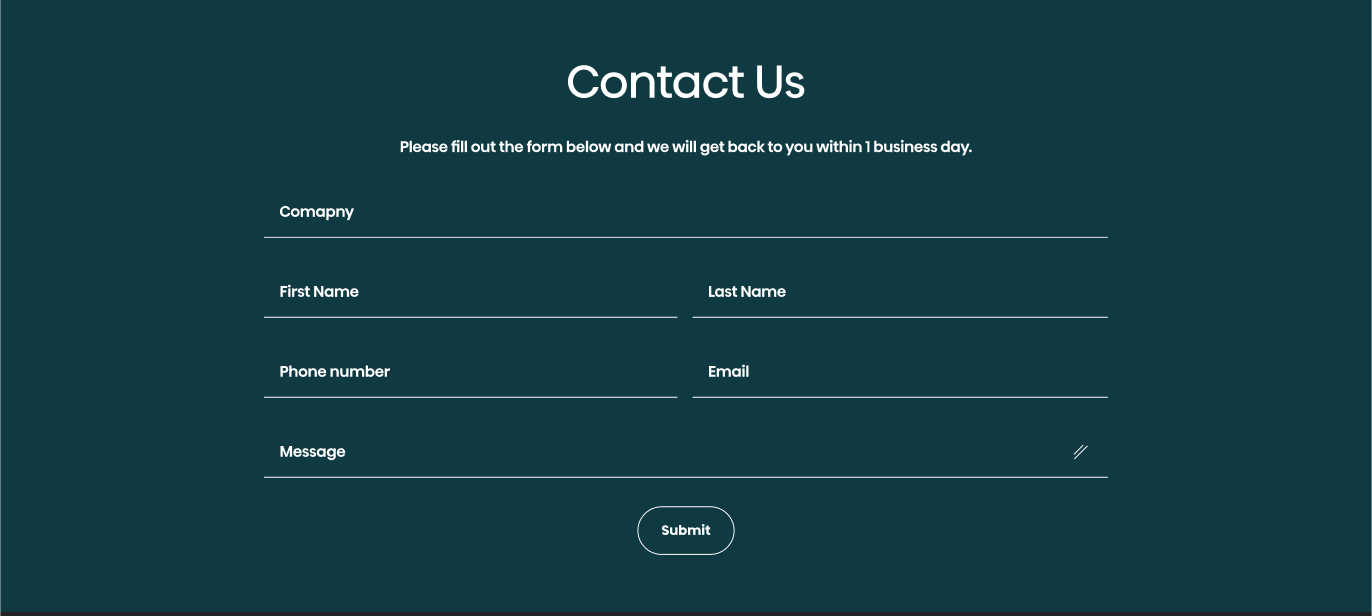 Contact Us
Please fill out the form below and we will get back to you within 1 business day.
Comapny
First Name
Last Name
Phone number
Email
Message
Submit